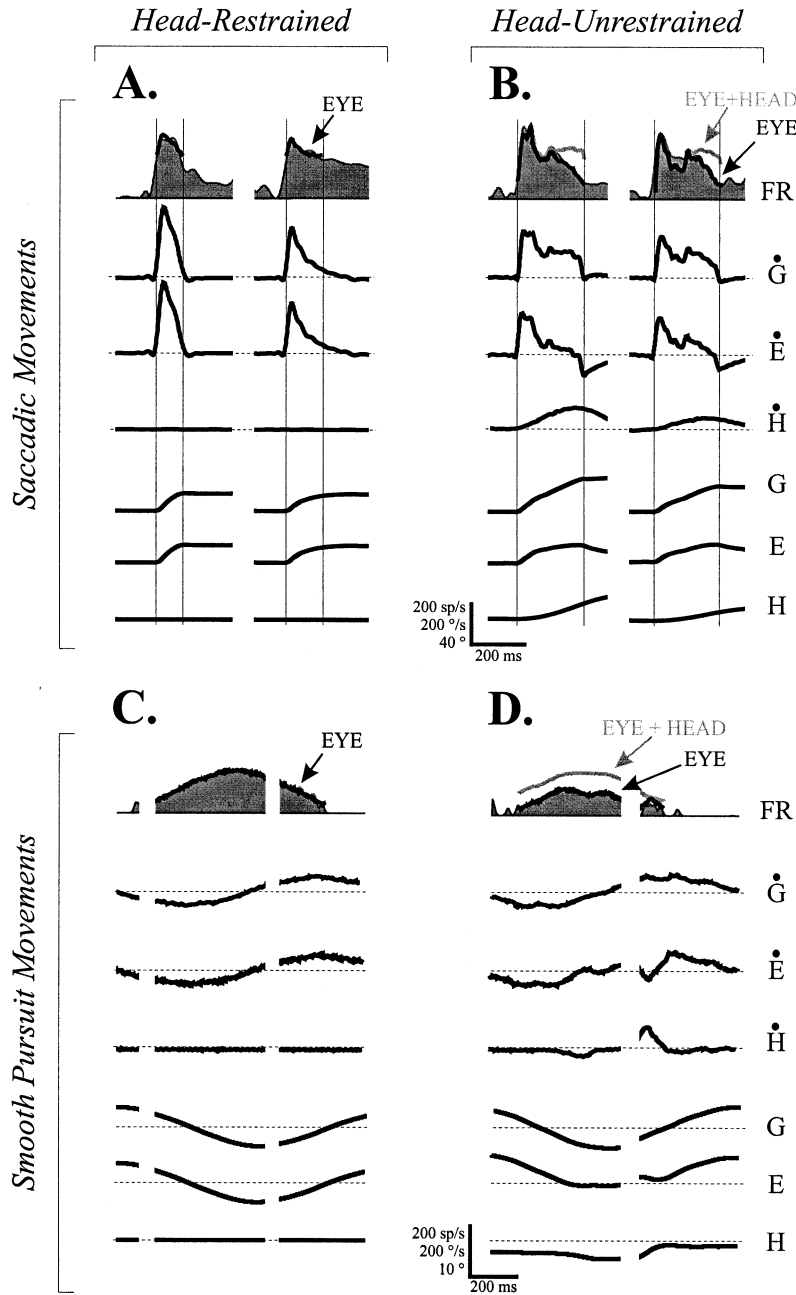 Head-Restrained
Head-Unrestrained
Saccadic Movements
A.
EYE
B.
EYE+HEAD
EYE
FR
Ġ
Ė
Ḣ
G
E
H
200 sp/s
200 °/s
40 °
200 ms
Smooth Pursuit Movements
C.
EYE
D.
EYE + HEAD
EYE
FR
Ġ
Ė
Ḣ
G
E
H
200 sp/s
200 °/s
10 °
200 ms